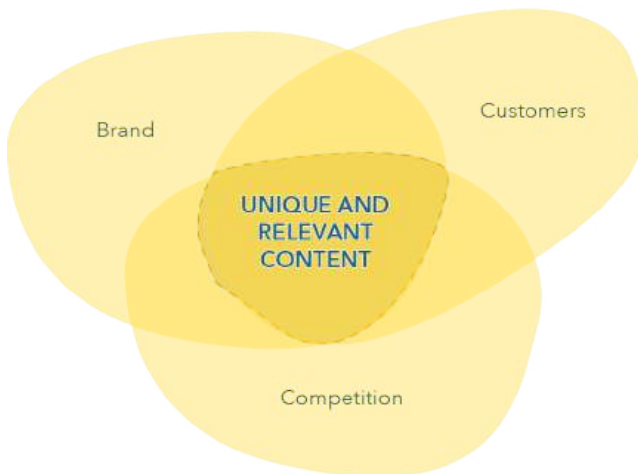 Brand
Customers
UNIQUE AND
RELEVANT
CONTENT
Competition